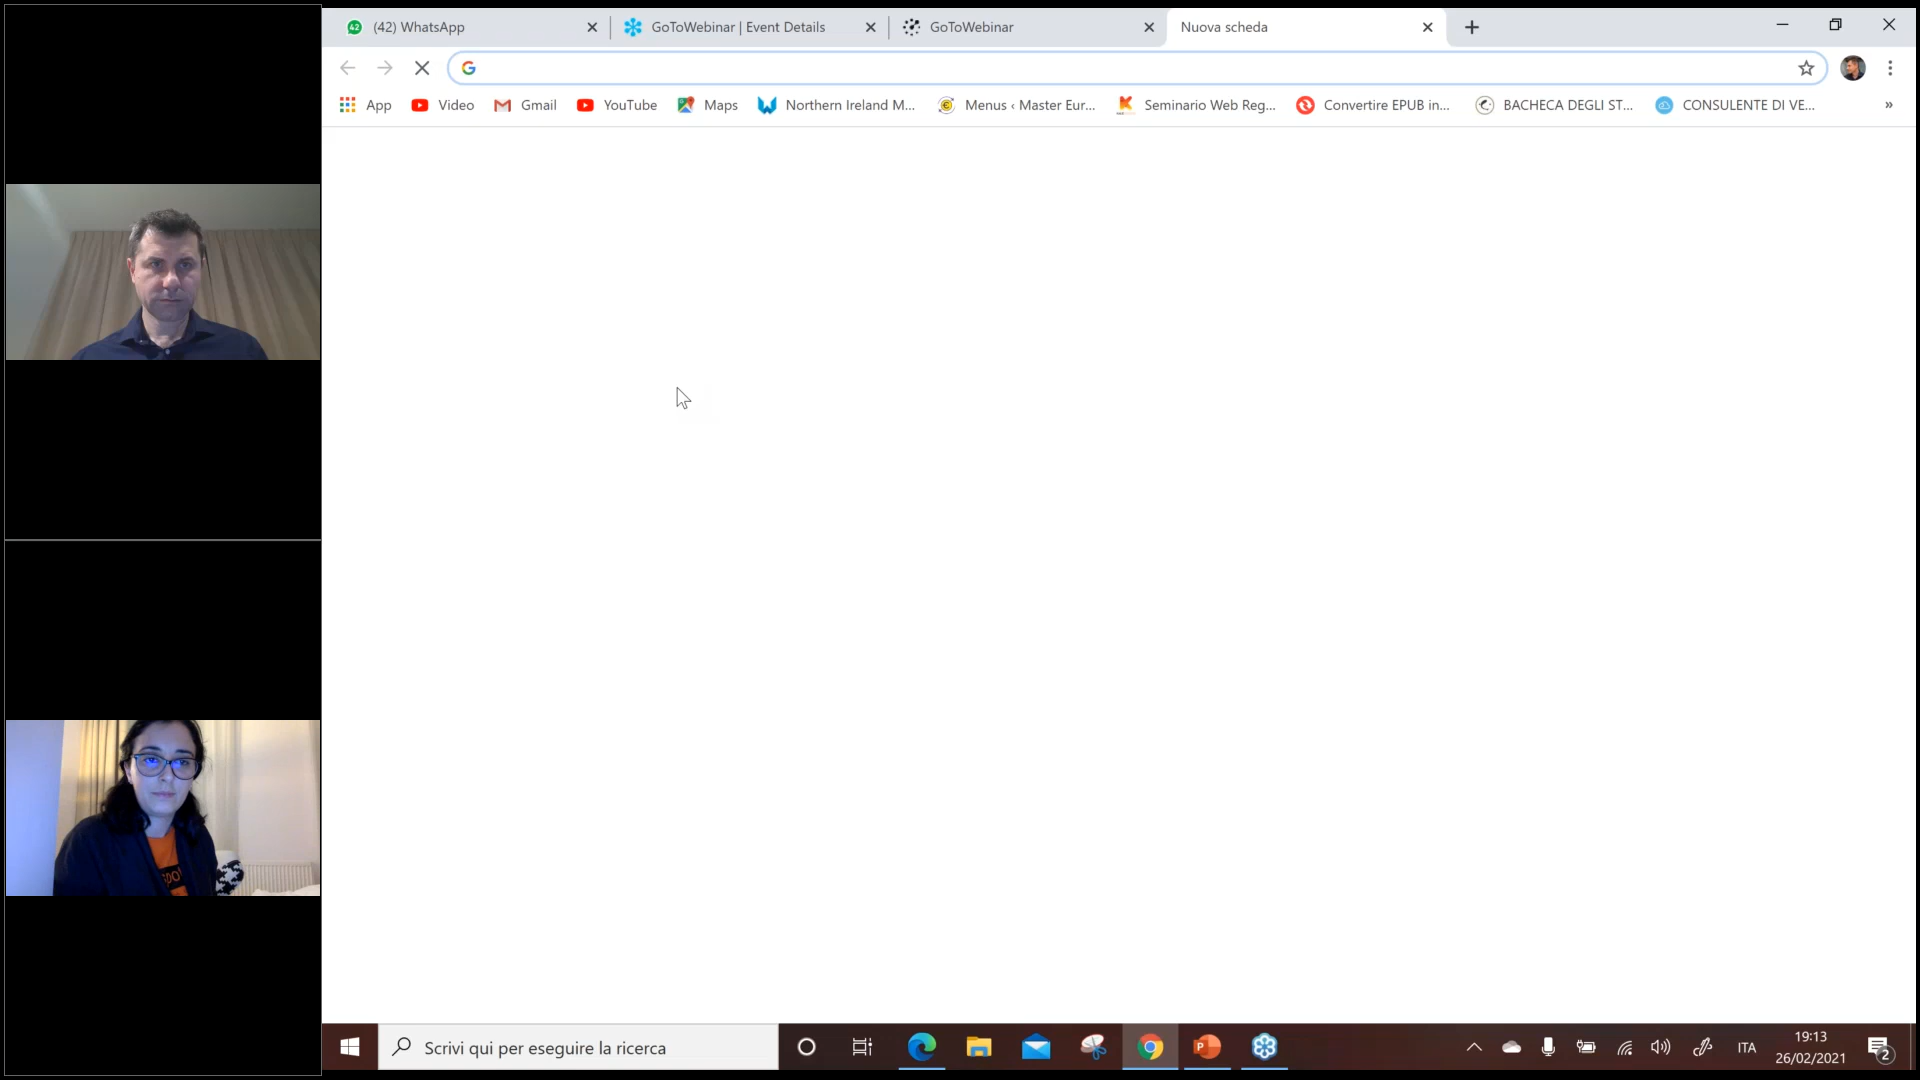 42 (42) WhatsApp
GoToWebinar | Event Details
GoToWebinar
Nuova scheda
App
Video
Gmail
YouTube
Maps
Northern Ireland M...
Menus ‹ Master Eur...
Seminario Web Reg...
Convertire EPUB in...
BACHECA DEGLI ST...
CONSULENTE DI VE...
»
Scrivi qui per eseguire la ricerca
ITA
19:13
26/02/2021
2